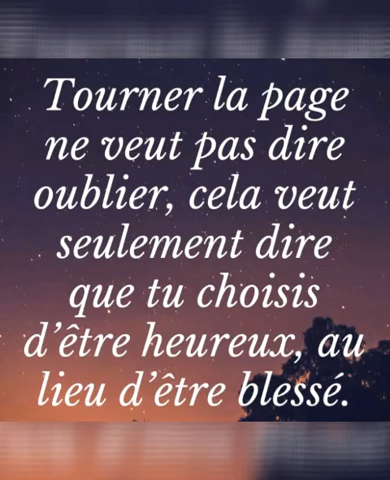 Tourner la page
ne veut pas dire
oublier, cela veut
seulement dire
que tu choisis
d’être heureux, au
lieu d’être blessé.